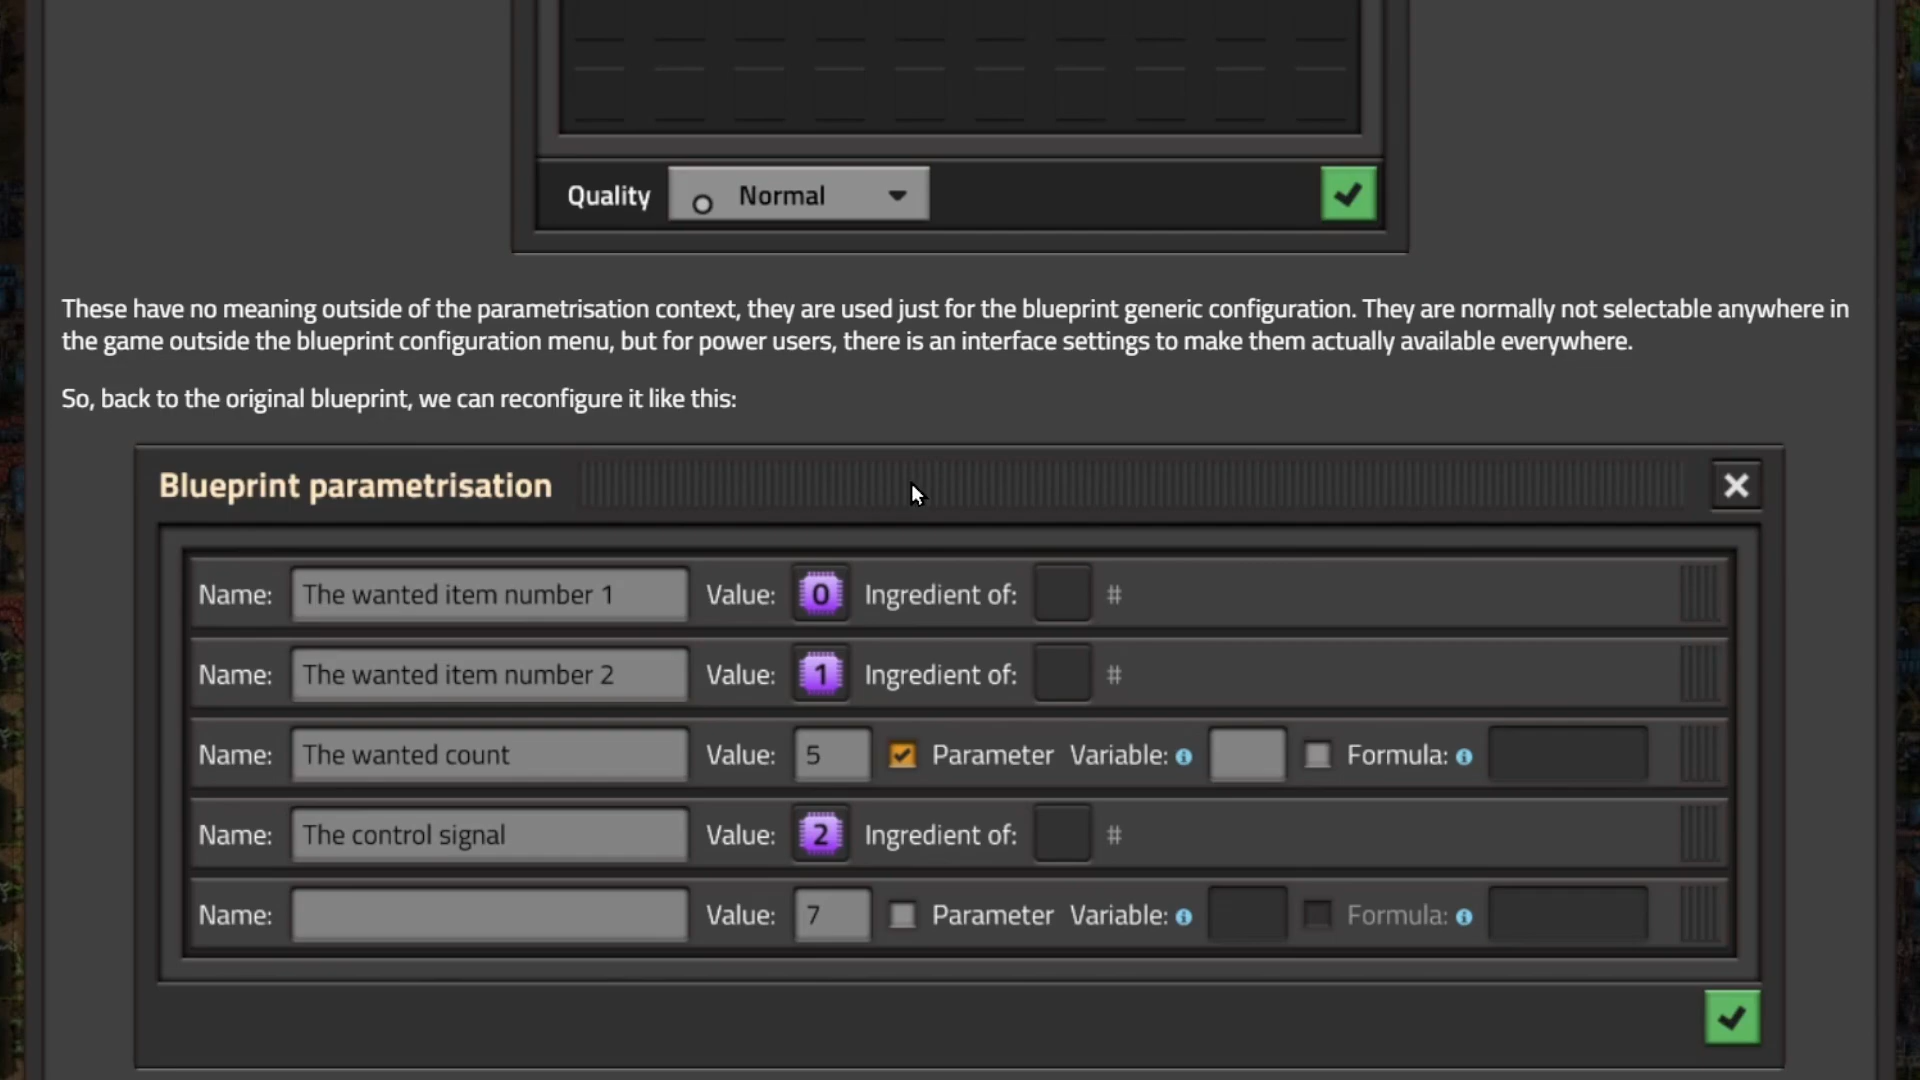 Quality Normal
These have no meaning outside of the parametrisation context, they are used just for the blueprint generic configuration. They are normally not selectable anywhere in
the game outside the blueprint configuration menu, but for power users, there is an interface settings to make them actually available everywhere.
So, back to the original blueprint, we can reconfigure it like this:
Blueprint parametrisation
Name: The wanted item number 1 Value: 0 Ingredient of: #
Name: The wanted item number 2 Value: 1 Ingredient of: #
Name: The wanted count Value: 5 Parameter Variable: Formula:
Name: The control signal Value: 2 Ingredient of: #
Name: Value: 7 Parameter Variable: Formula: